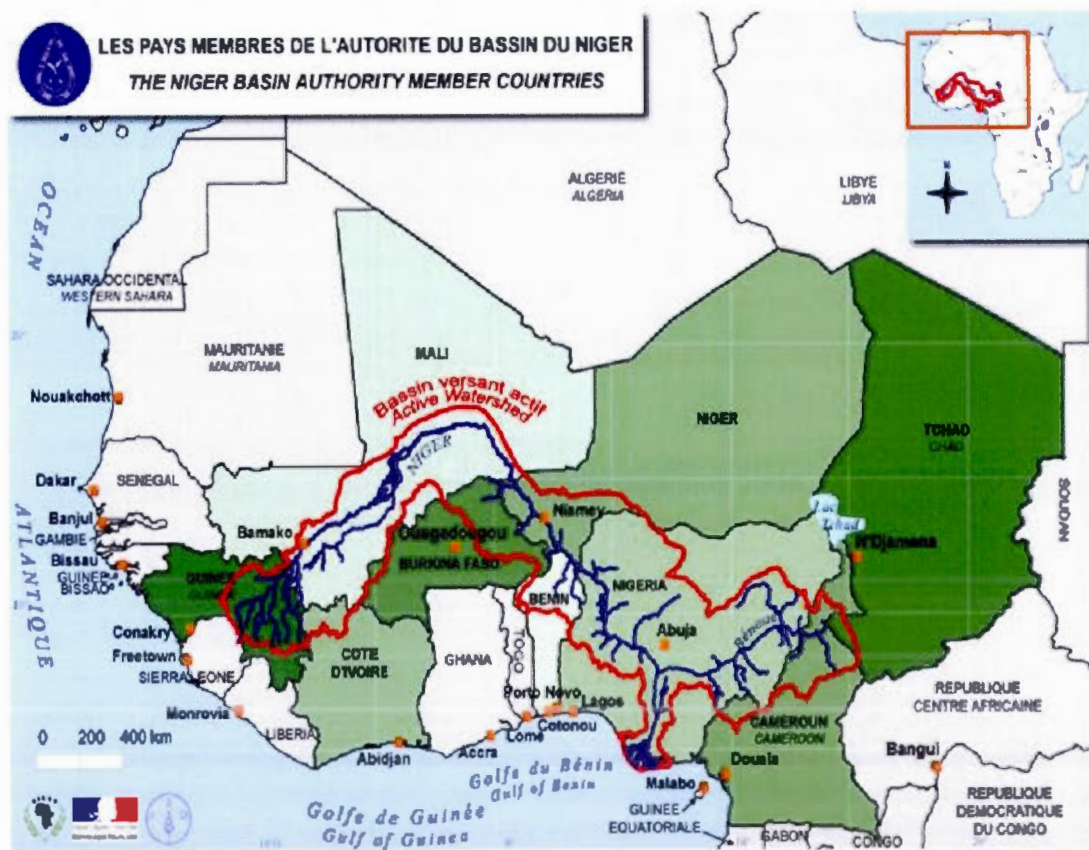 LES PAYS MEMBRES DE L'AUTORITE DU BASSIN DU NIGER
THE NIGER BASIN AUTHORITY MEMBER COUNTRIES
OCEAN
ALGERIE
ALGERIA
LIBYE
LIBYA
SAHARA OCCIDENTAL
WESTERN SAHARA
MAURITANIE
MAURITANIA
MALI
Bassin versant actif
Active Watershed
NIGER
NIGER
TCHAD
CHAD
Nouakchott
Dakar
SENEGAL
Banjul
GAMBIE
Bissau
GUINEE
BISSAO
Bamako
Ouagadougou
BURKINA FASO
Niamey
Lac
Tchad
N'Djamena
SOUDAN
ATLANTIQUE
GUINEE
BENIN
NIGERIA
Bénoué
Abuja
Conakry
Freetown
SIERRA LEONE
COTE
D'IVOIRE
GHANA
TOGO
Monrovia
LIBERIA
Porto Novo
Lagos
Cotonou
Lomé
Accra
Abidjan
REPUBLIQUE
CENTRE AFRICAINE
CAMEROUN
CAMEROON
Bangui
Douala
Malabo
GUINEE
EQUATORIALE
GABON
CONGO
REPUBLIQUE
DEMOCRATIQUE
DU CONGO
0 200 400 km
Golfe du Bénin
Gulf of Benin
Golfe de Guinée
Gulf of Guinea